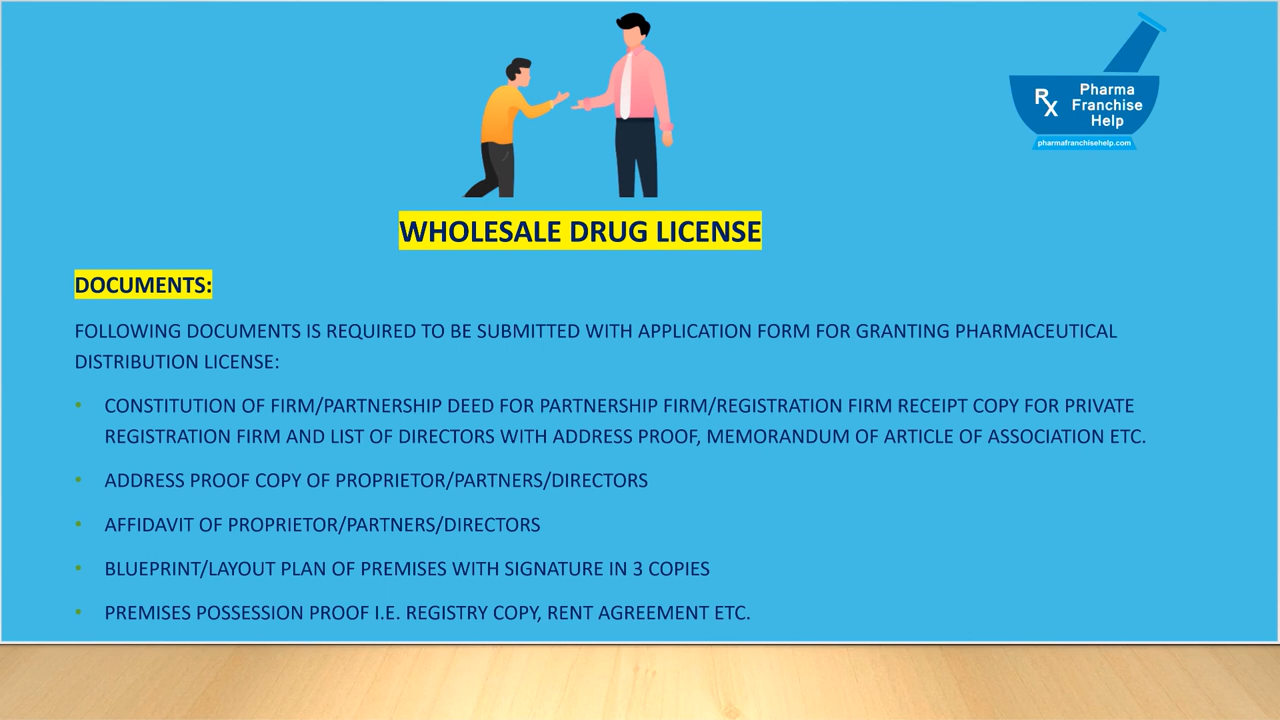 Rx
Pharma
Franchise
Help
pharmafranchisehelp.com
WHOLESALE DRUG LICENSE
DOCUMENTS:
FOLLOWING DOCUMENTS IS REQUIRED TO BE SUBMITTED WITH APPLICATION FORM FOR GRANTING PHARMACEUTICAL
DISTRIBUTION LICENSE:
• CONSTITUTION OF FIRM/PARTNERSHIP DEED FOR PARTNERSHIP FIRM/REGISTRATION FIRM RECEIPT COPY FOR PRIVATE
REGISTRATION FIRM AND LIST OF DIRECTORS WITH ADDRESS PROOF, MEMORANDUM OF ARTICLE OF ASSOCIATION ETC.
• ADDRESS PROOF COPY OF PROPRIETOR/PARTNERS/DIRECTORS
• AFFIDAVIT OF PROPRIETOR/PARTNERS/DIRECTORS
• BLUEPRINT/LAYOUT PLAN OF PREMISES WITH SIGNATURE IN 3 COPIES
• PREMISES POSSESSION PROOF I.E. REGISTRY COPY, RENT AGREEMENT ETC.